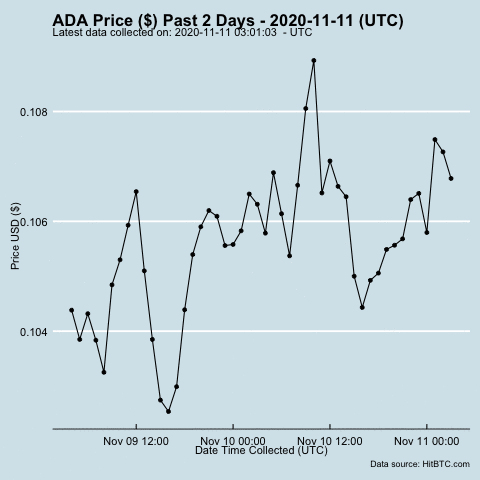 ADA Price ($) Past 2 Days - 2020-11-11 (UTC)
Latest data collected on: 2020-11-11 03:01:03  - UTC
0.108
0.106
0.104
Price USD ($)
Nov 09 12:00 Nov 10 00:00 Nov 10 12:00 Nov 11 00:00
Date Time Collected (UTC)
Data source: HitBTC.com